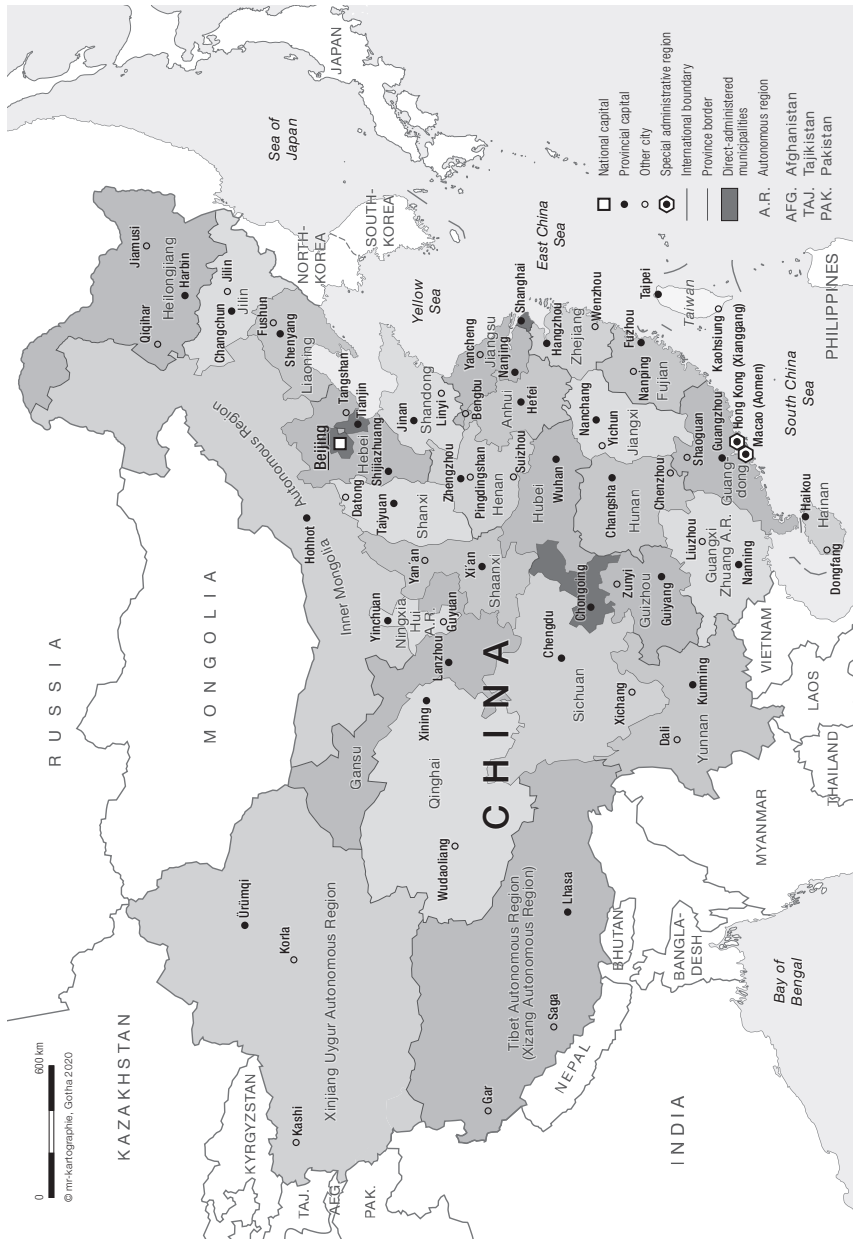 RUSSIA
KAZAKHSTAN
MONGOLIA
KYRGYZSTAN
TAJ.
AFG.
PAK.
INDIA
NEPAL
BHUTAN
BANGLA-
DESH
MYANMAR
THAILAND
LAOS
VIETNAM
PHILIPPINES
JAPAN
NORTH-
KOREA
SOUTH-
KOREA
CHINA
Sea of
Japan
Yellow
Sea
East China
Sea
South China
Sea
Bay of
Bengal
Xinjiang Uygur Autonomous Region
Ürümqi
Korla
Kashi
Tibet Autonomous Region
(Xizang Autonomous Region)
Gar
Saga
Lhasa
Qinghai
Wudaoliang
Xining
Gansu
Lanzhou
Inner Mongolia
Autonomous Region
Hohhot
Ningxia
Hui
A.R.
Yinchuan
Guyuan
Shaanxi
Yan'an
Xi'an
Shanxi
Datong
Taiyuan
Hebei
Beijing
Tangshan
Tianjin
Shijiazhuang
Heilongjiang
Jiamusi
Qiqihar
Harbin
Jilin
Jilin
Changchun
Liaoning
Fushun
Shenyang
Shandong
Jinan
Linyi
Henan
Zhengzhou
Pingdingshan
Jiangsu
Yancheng
Nanjing
Anhui
Bengbu
Hefei
Shanghai
Zhejiang
Hangzhou
Wenzhou
Hubei
Suizhou
Wuhan
Sichuan
Chengdu
Xichang
Chongoing
Guizhou
Zunyi
Guiyang
Yunnan
Dali
Kunming
Hunan
Changsha
Chenzhou
Jiangxi
Nanchang
Yichun
Fujian
Nanping
Fuzhou
Taiwan
Taipei
Kaohsiung
Guang-
dong
Shaoguan
Guangzhou
Hong Kong (Xianggang)
Macao (Aomen)
Guangxi
Zhuang A.R.
Liuzhou
Nanning
Hainan
Haikou
Dongfang
National capital
Provincial capital
Other city
Special administrative region
International boundary
Province border
Direct-administered
municipalities
A.R. Autonomous region
AFG. Afghanistan
TAJ. Tajikistan
PAK. Pakistan
0 600 km
© mr-kartographie, Gotha 2020